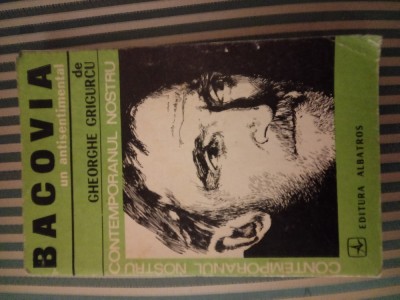 BACOVIA
un antisentimental
de
GHEORGHE GRIGURCU
CONTEMPORANUL NOSTRU
CONTEMPORANUL NOSTRU
EDITURA ALBATROS